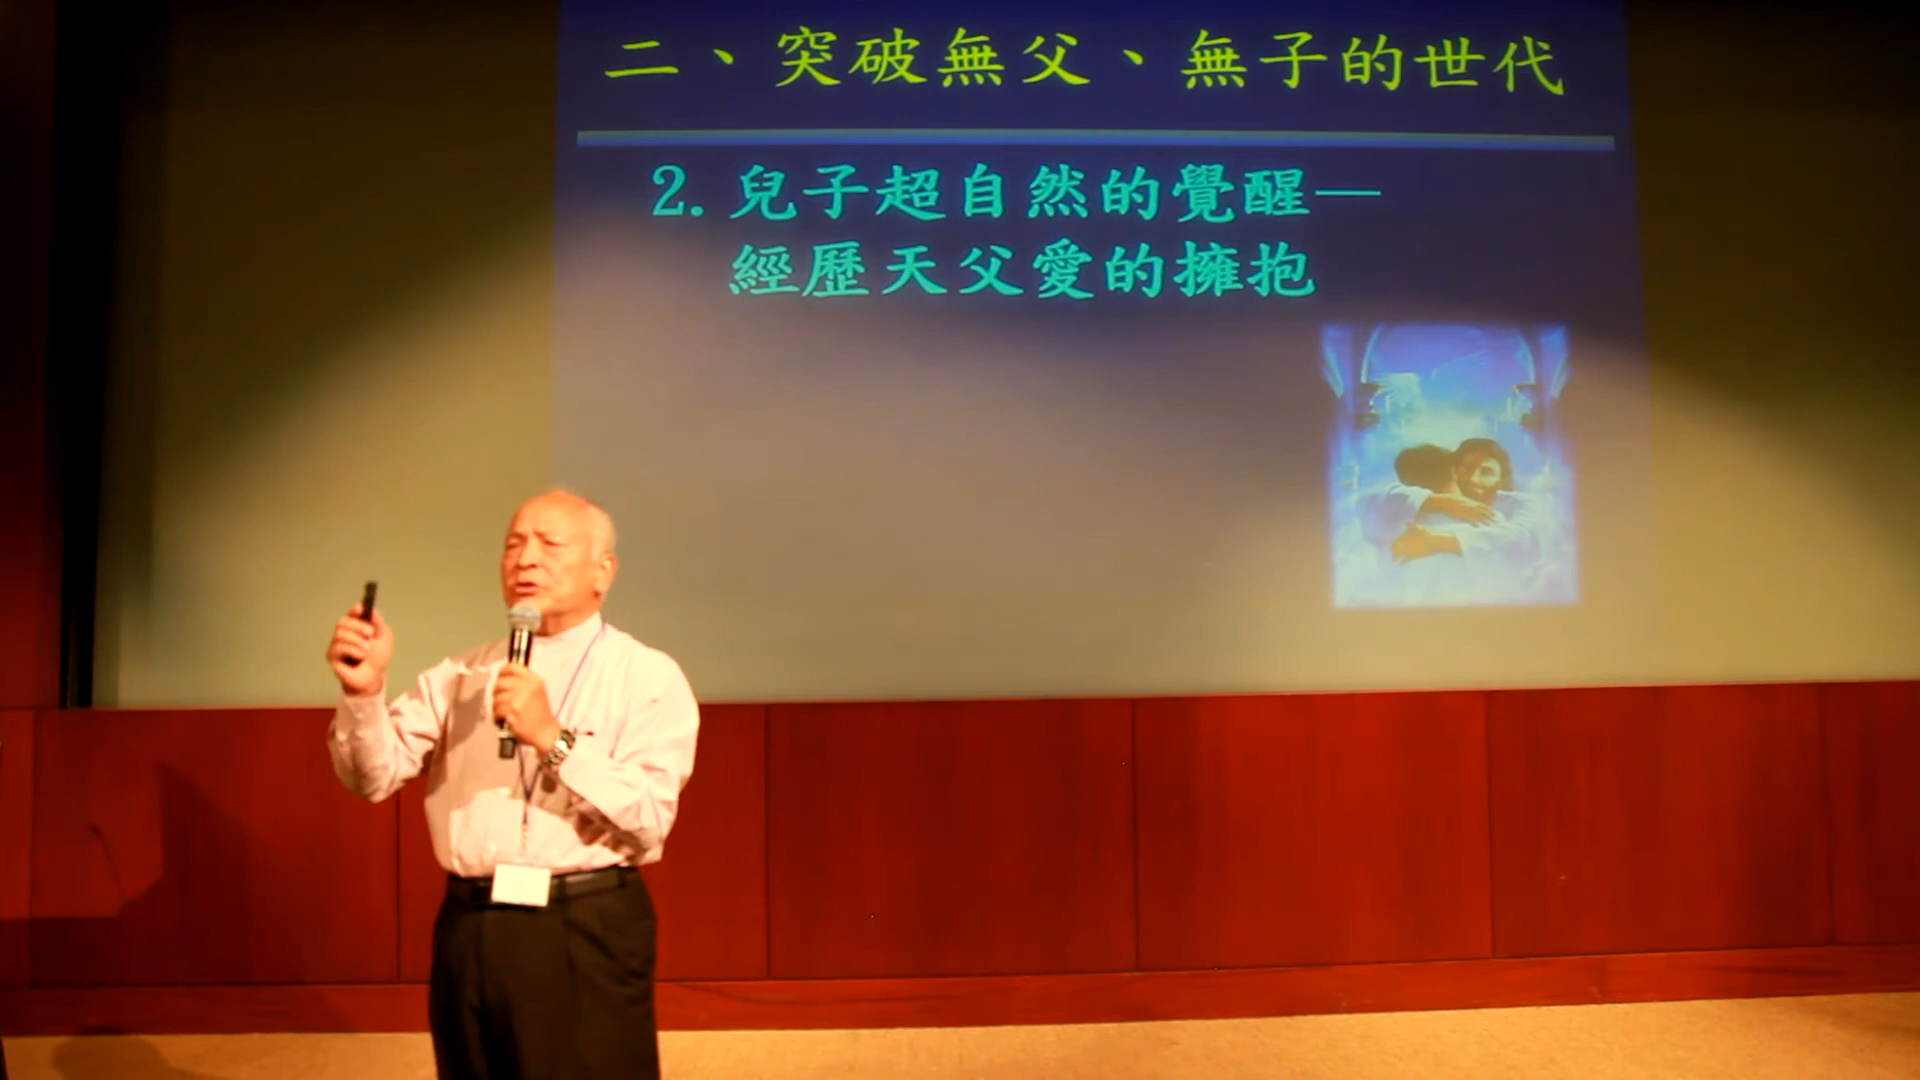 二、突破無父、無子的世代
2.兒子超自然的覺醒—
經歷天父愛的擁抱